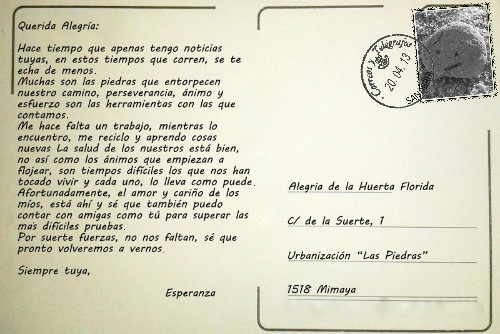 Querida Alegría:
Hace tiempo que apenas tengo noticias
tuyas, en estos tiempos que corren, se te
echa de menos.
Muchas son las piedras que entorpecen
nuestro camino, perseverancia, ánimo y
esfuerzo son las herramientas con las que
contamos.
Me hace falta un trabajo, mientras lo
encuentro, me reciclo y aprendo cosas
nuevas La salud de los nuestros está bien,
no así como los ánimos que empiezan a
flojear, son tiempos difíciles los que nos han
tocado vivir y cada uno, lo lleva como puede.
Afortunadamente, el amor y cariño de los
míos, está ahí y sé que también puedo
contar con amigas como tú para superar las
más difíciles pruebas.
Por suerte fuerzas, no nos faltan, sé que
pronto volveremos a vernos.
Siempre tuya,
Esperanza
Correos y Telégrafos
20.04.13
Alegria de la Huerta Florida
C/ de la Suerte, 1
Urbanización "Las Piedras"
1518 Mimaya